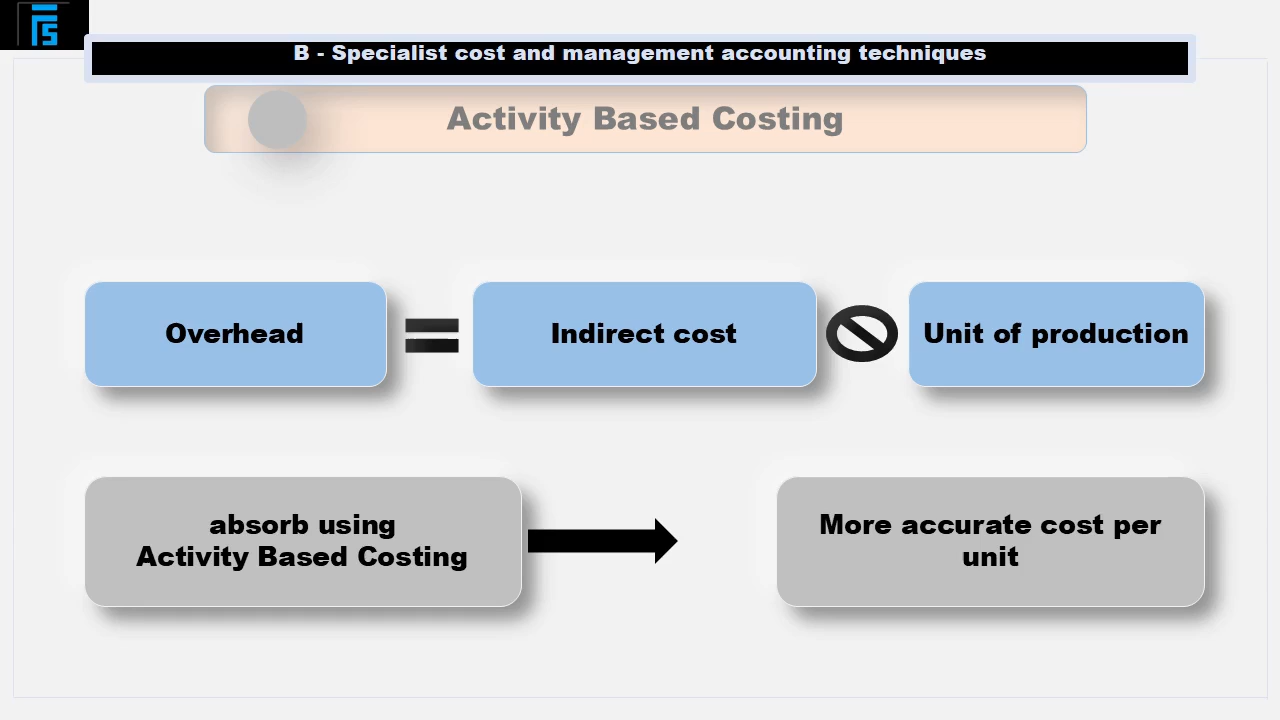 B - Specialist cost and management accounting techniques
Activity Based Costing
Overhead
Indirect cost
Unit of production
absorb using
Activity Based Costing
More accurate cost per
unit